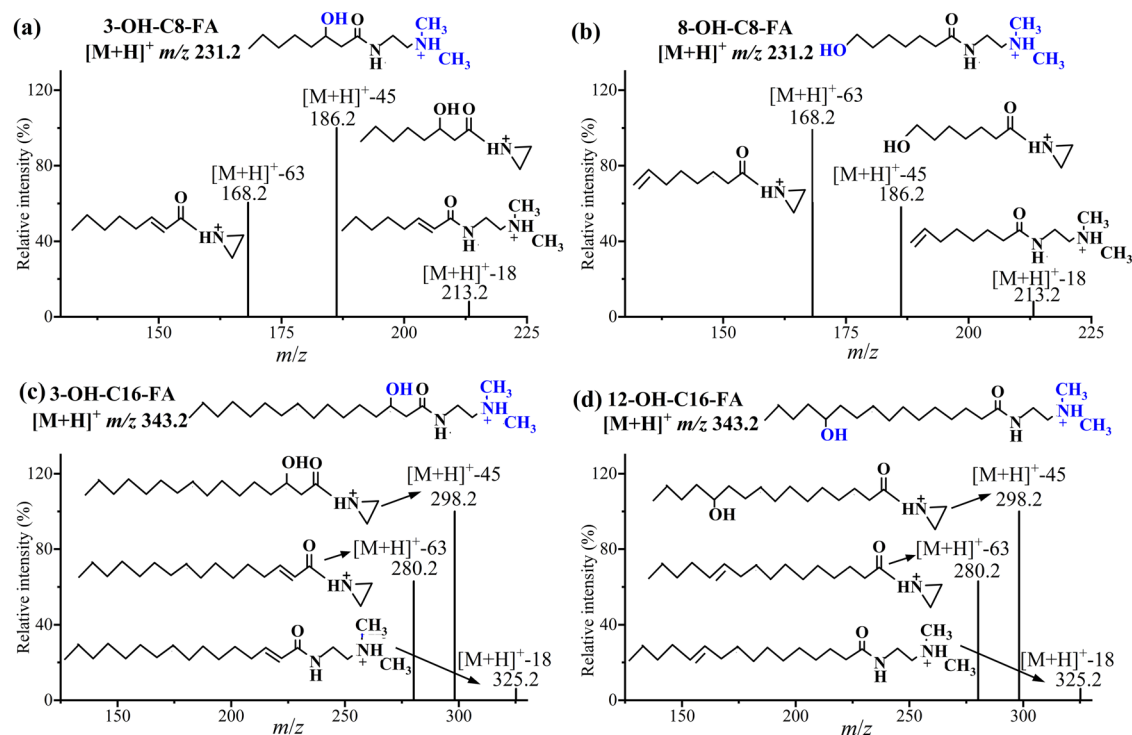 (a)
3-OH-C8-FA
[M+H]⁺ m/z 231.2
OH
O
N
H
NH
+
CH₃
CH₃
Relative intensity (%)
120
80
40
0
[M+H]⁺-45
186.2
[M+H]⁺-63
168.2
OH O
HN
+
O
HN
+
O
N
H
CH₃
NH
+
CH₃
[M+H]⁺-18
213.2
150
175
200
225
m/z
(b)
8-OH-C8-FA
[M+H]⁺ m/z 231.2
HO
O
N
H
CH₃
NH
+
CH₃
Relative intensity (%)
120
80
40
0
[M+H]⁺-63
168.2
HO
O
HN
+
[M+H]⁺-45
186.2
O
HN
+
O
N
H
CH₃
NH
+
CH₃
[M+H]⁺-18
213.2
150
175
200
225
m/z
(c)
3-OH-C16-FA
[M+H]⁺ m/z 343.2
OH
O
N
H
CH₃
NH
+
CH₃
Relative intensity (%)
120
80
40
0
OH O
HN
+
[M+H]⁺-45
298.2
O
HN
+
[M+H]⁺-63
280.2
O
N
H
CH₃
NH
+
CH₃
[M+H]⁺-18
325.2
150
200
250
300
m/z
(d)
12-OH-C16-FA
[M+H]⁺ m/z 343.2
OH
O
N
H
CH₃
NH
+
CH₃
Relative intensity (%)
120
80
40
0
OH
O
HN
+
[M+H]⁺-45
298.2
O
HN
+
[M+H]⁺-63
280.2
O
N
H
CH₃
NH
+
CH₃
[M+H]⁺-18
325.2
150
200
250
300
m/z